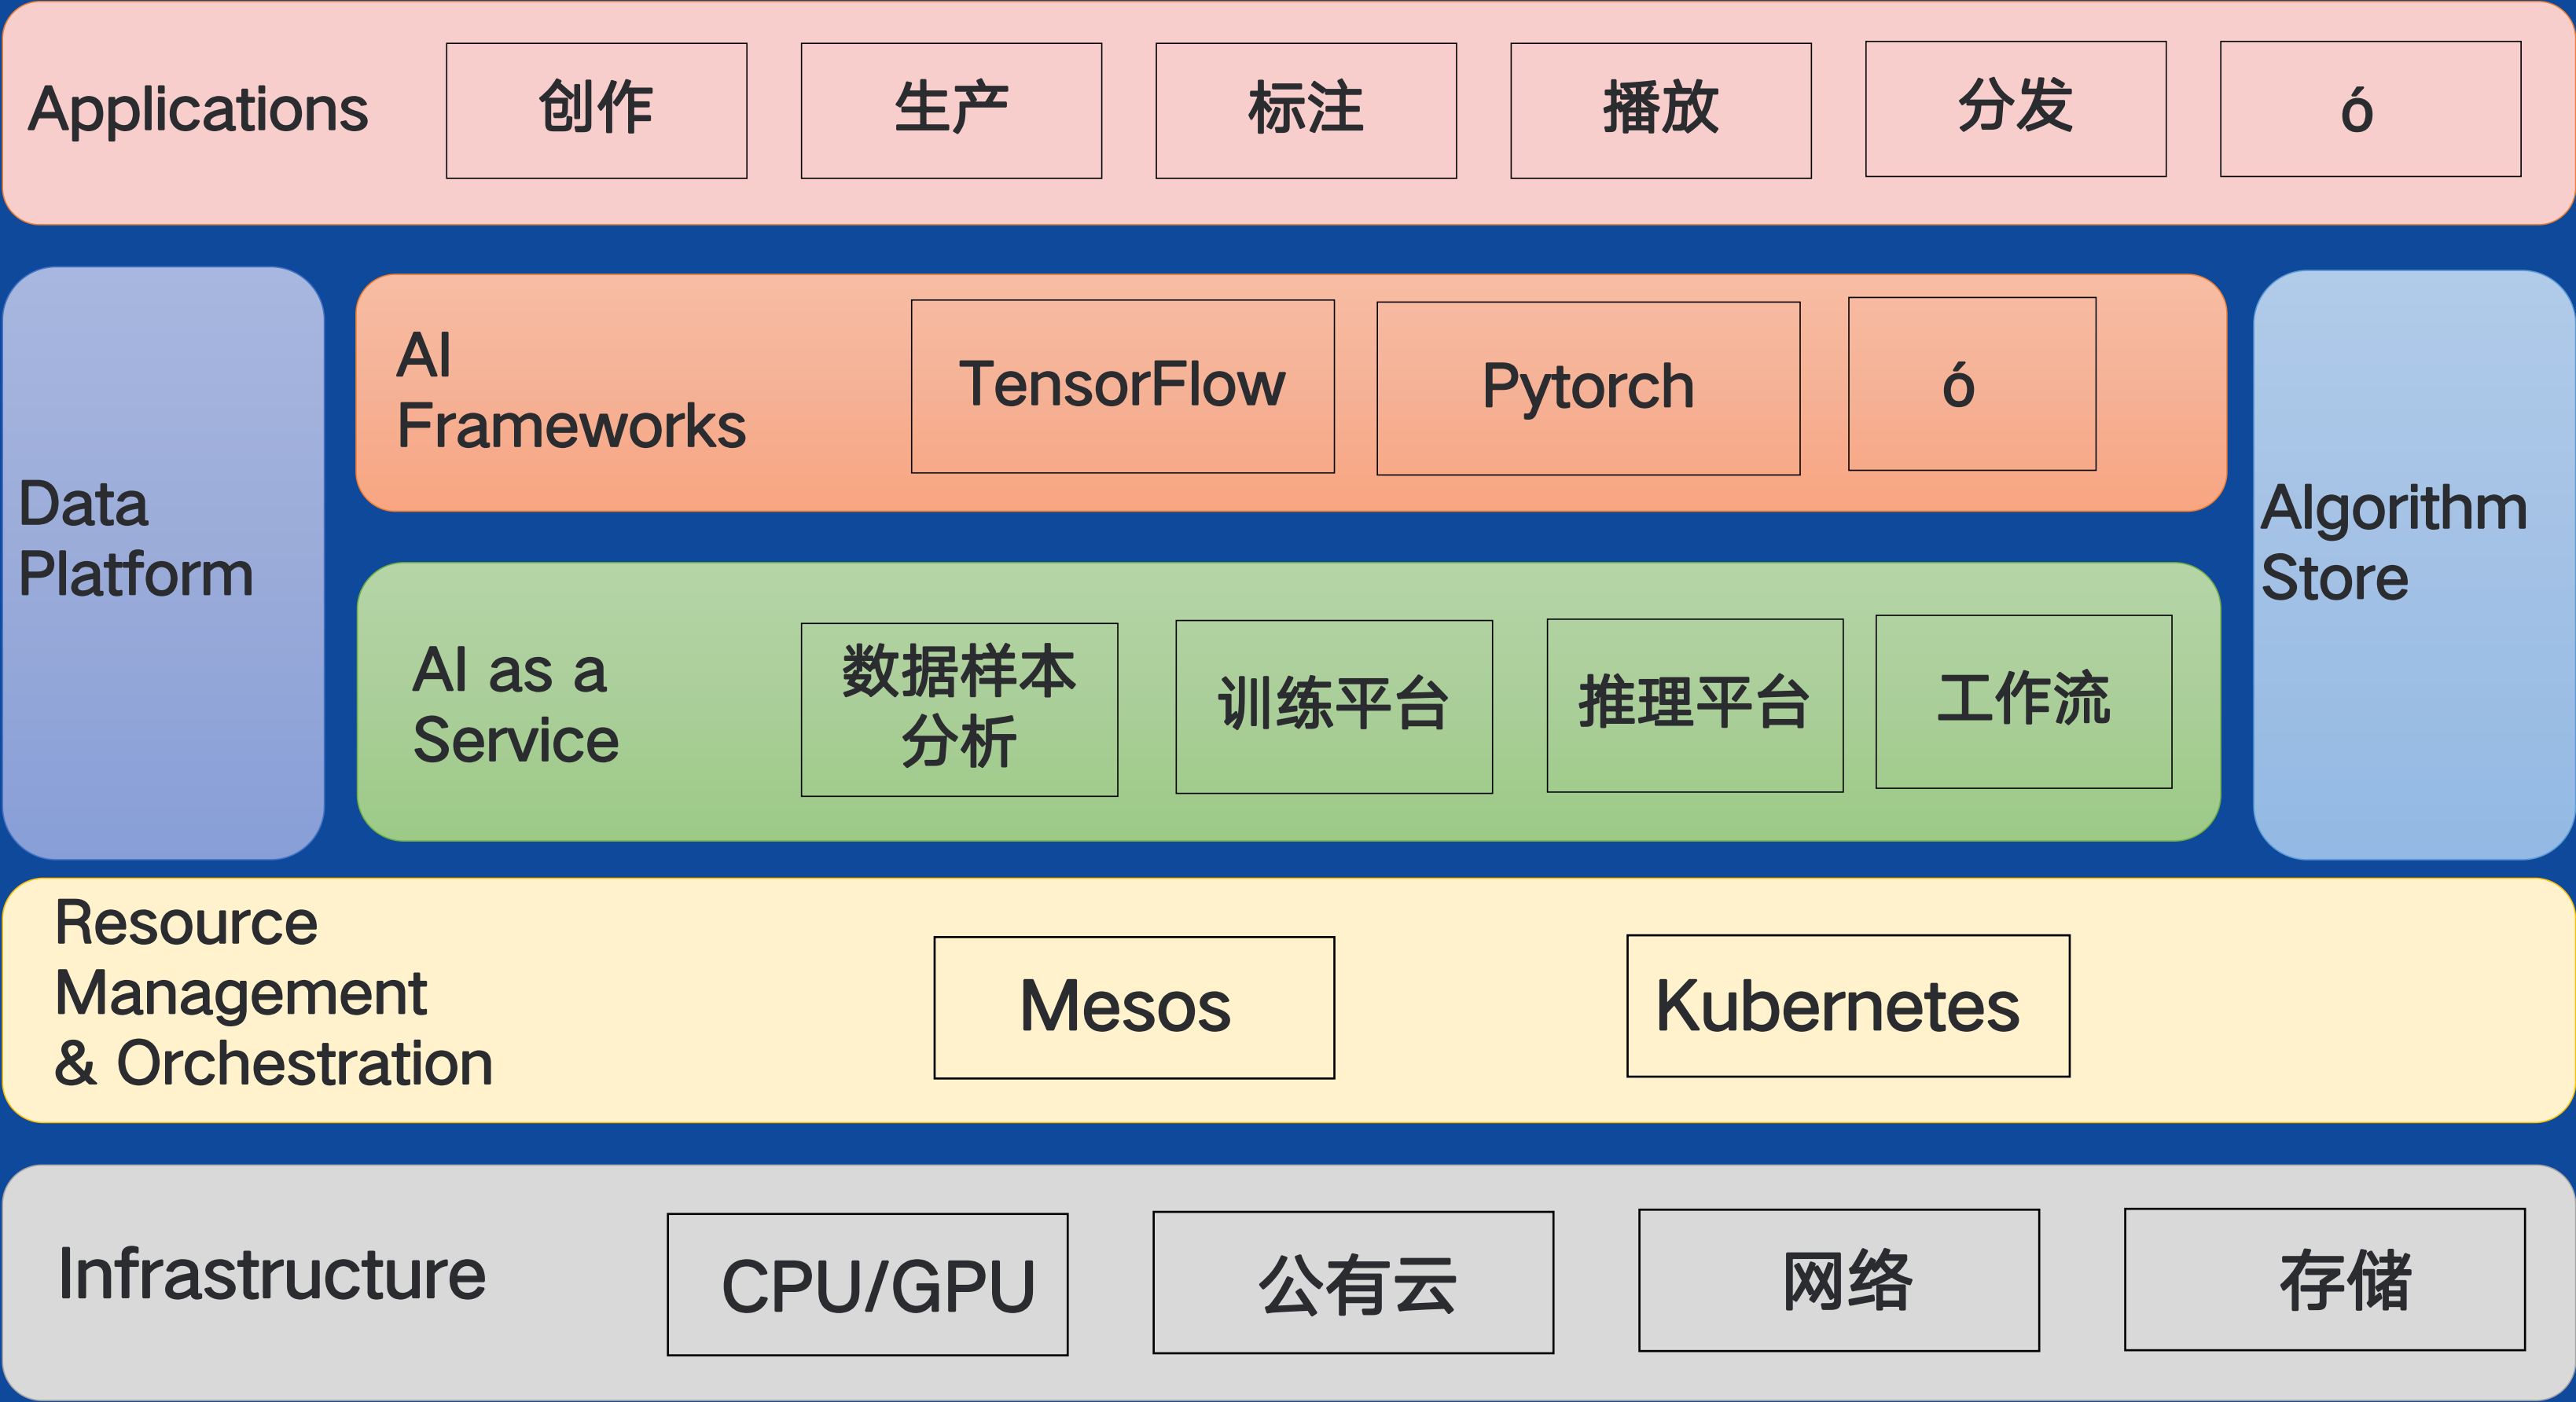 Applications
创作
生产
标注
播放
分发
ó
Data
Platform
AI
Frameworks
TensorFlow
Pytorch
ó
AI as a
Service
数据样本
分析
训练平台
推理平台
工作流
Algorithm
Store
Resource
Management
& Orchestration
Mesos
Kubernetes
Infrastructure
CPU/GPU
公有云
网络
存储